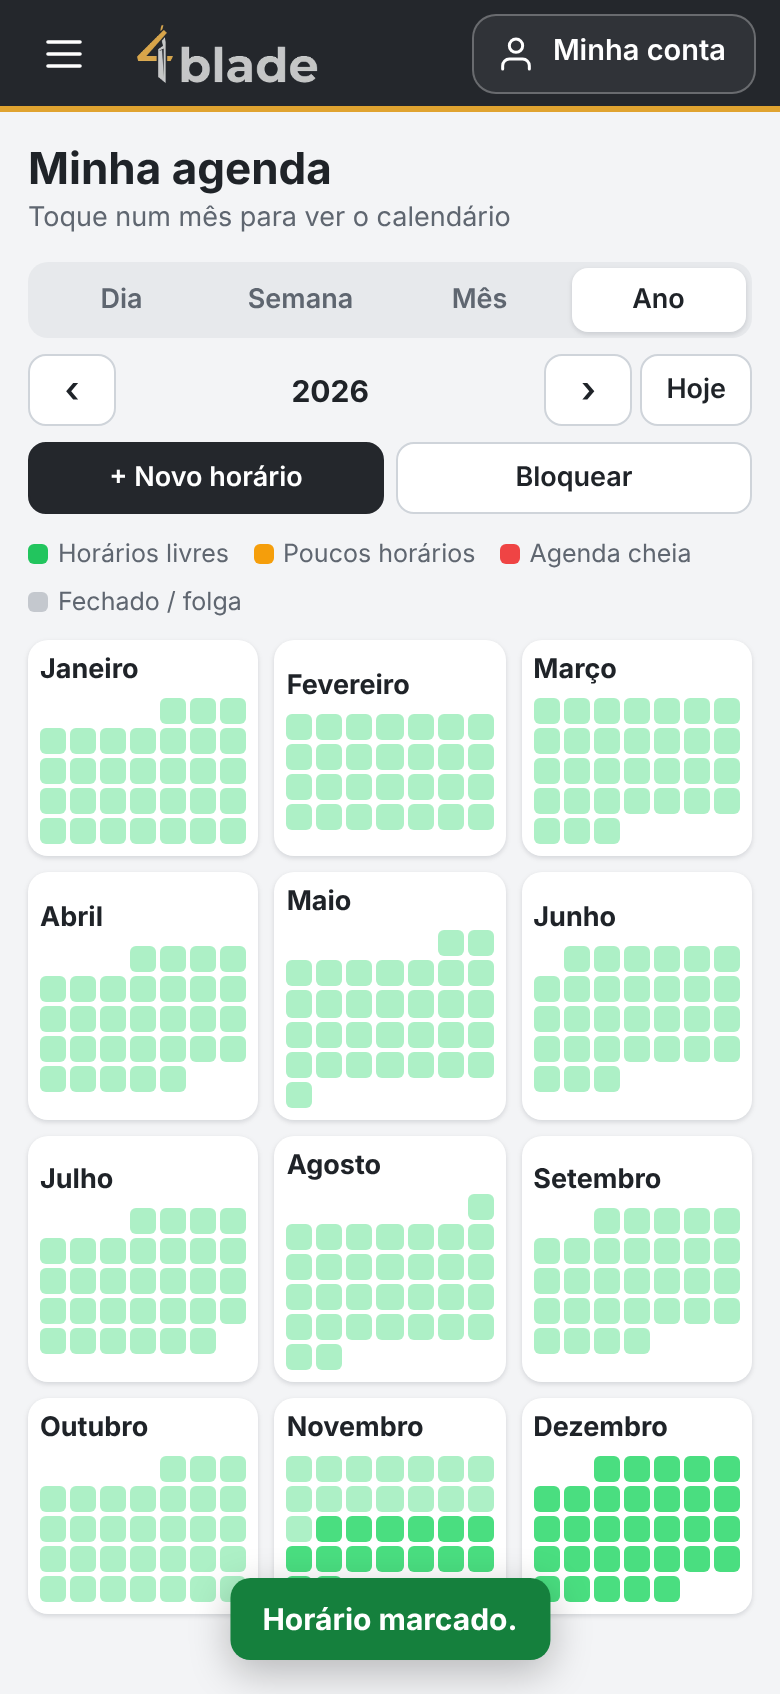 4blade
Minha conta
Minha agenda
Toque num mês para ver o calendário
Dia Semana Mês Ano
‹ 2026 › Hoje
+ Novo horário Bloquear
Horários livres Poucos horários Agenda cheia
Fechado / folga
Janeiro Fevereiro Março
Abril Maio Junho
Julho Agosto Setembro
Outubro Novembro Dezembro
Horário marcado.